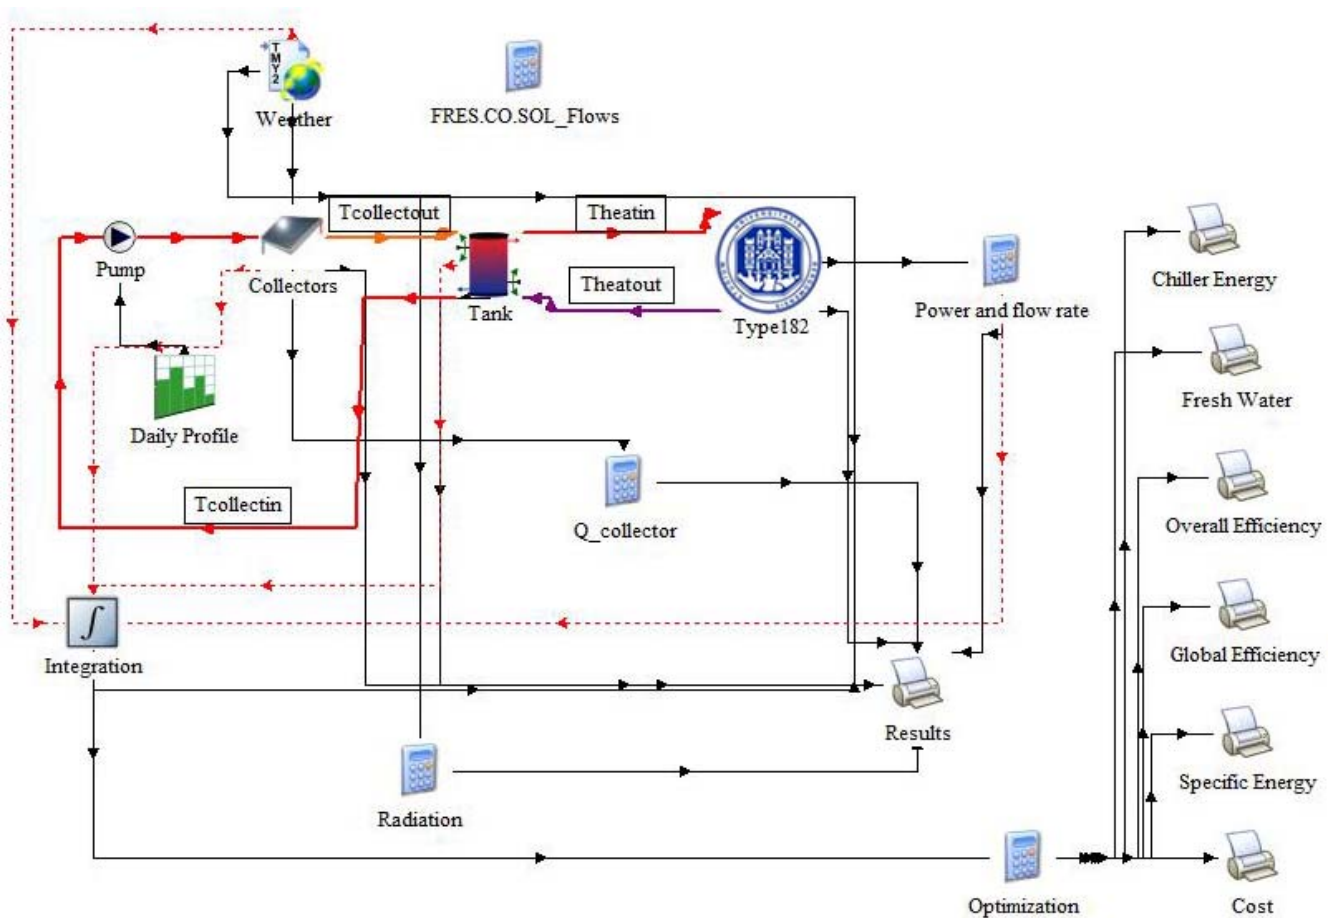 TMY2
Weather
FRES.CO.SOL_Flows
Tcollectout
Theatin
Pump
Collectors
Theatout
Tank
Type182
Power and flow rate
Chiller Energy
Fresh Water
Daily Profile
Tcollectin
Q_collector
Overall Efficiency
∫
Integration
Global Efficiency
Results
Radiation
Specific Energy
Optimization
Cost